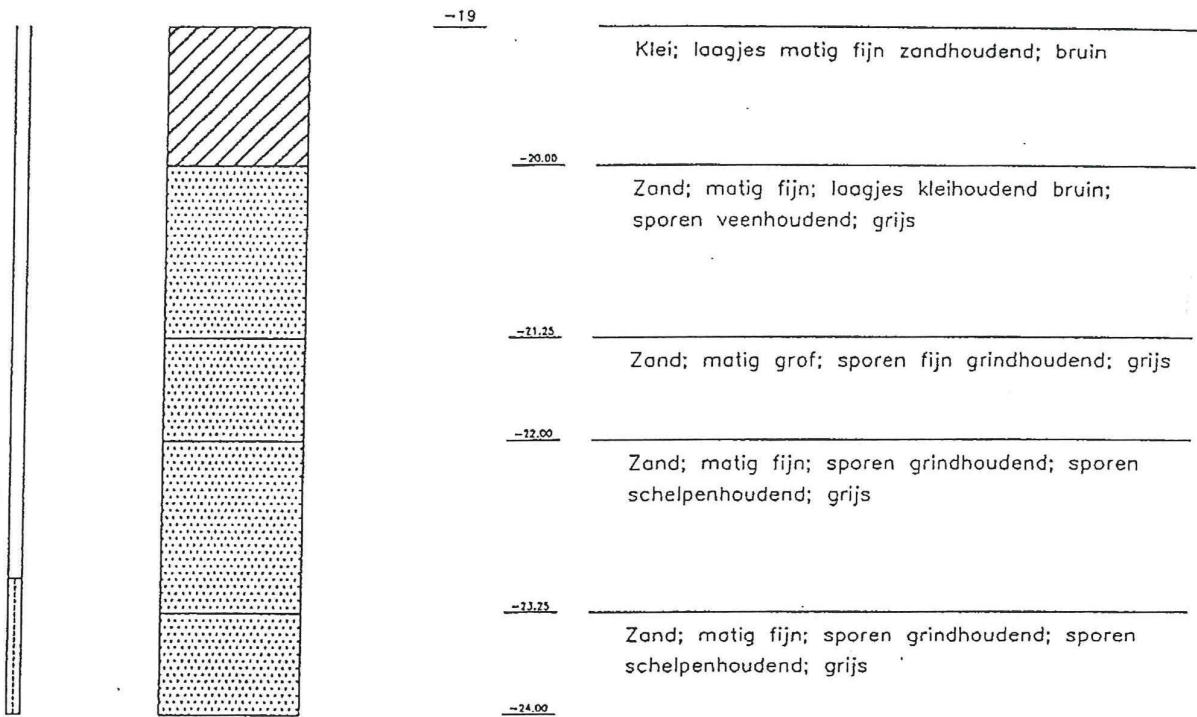 -19
Klei; laagjes matig fijn zandhoudend; bruin
-20.00
Zand; matig fijn; laagjes kleihoudend bruin;
sporen veenhoudend; grijs
-21.25
Zand; matig grof; sporen fijn grindhoudend; grijs
-22.00
Zand; matig fijn; sporen grindhoudend; sporen
schelpenhoudend; grijs
-23.25
Zand; matig fijn; sporen grindhoudend; sporen
schelpenhoudend; grijs
-24.00